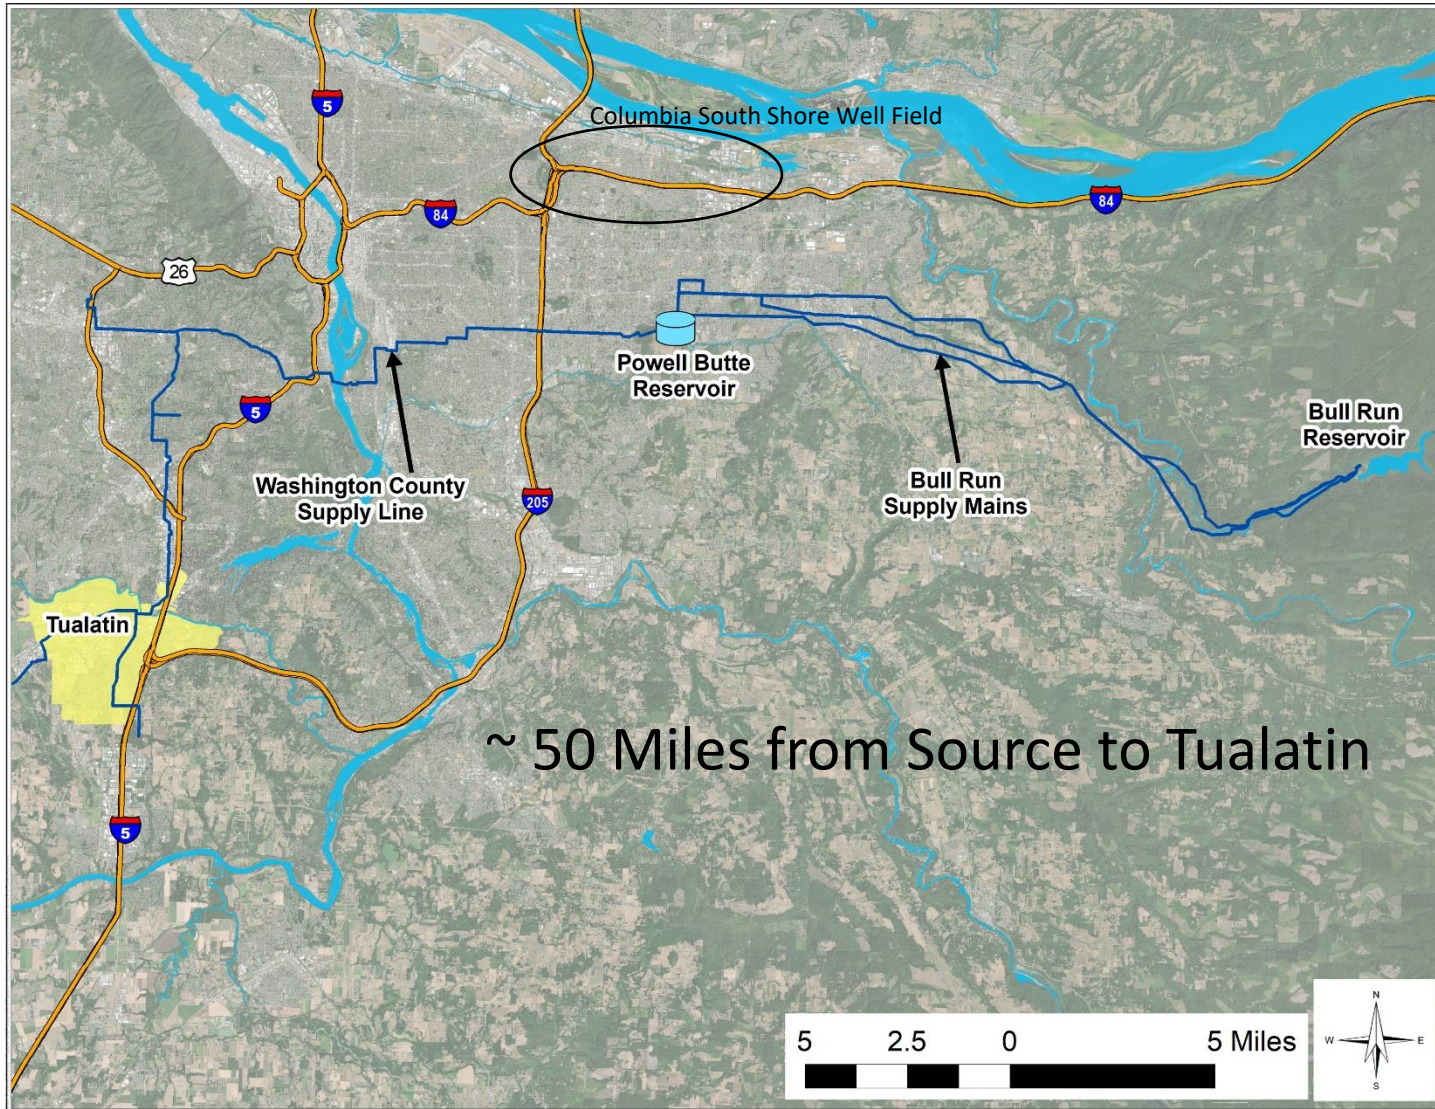 5
Columbia South Shore Well Field
84
84
26
Powell Butte
Reservoir
5
Bull Run
Reservoir
Washington County
Supply Line
Bull Run
Supply Mains
205
Tualatin
~ 50 Miles from Source to Tualatin
5
5 2.5 0 5 Miles
N
W E
S